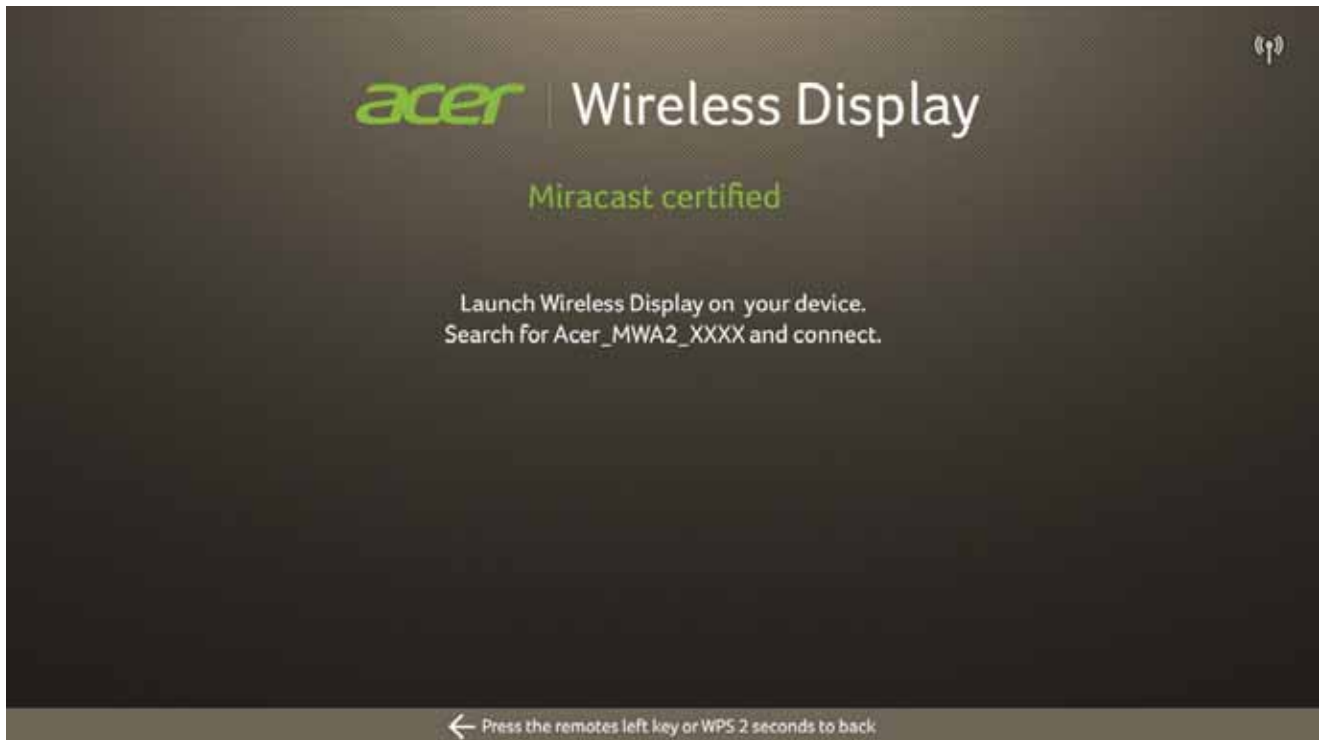 acer Wireless Display
Miracast certified
Launch Wireless Display on your device.
Search for Acer_MWA2_XXXX and connect.
Press the remotes left key or WPS 2 seconds to back